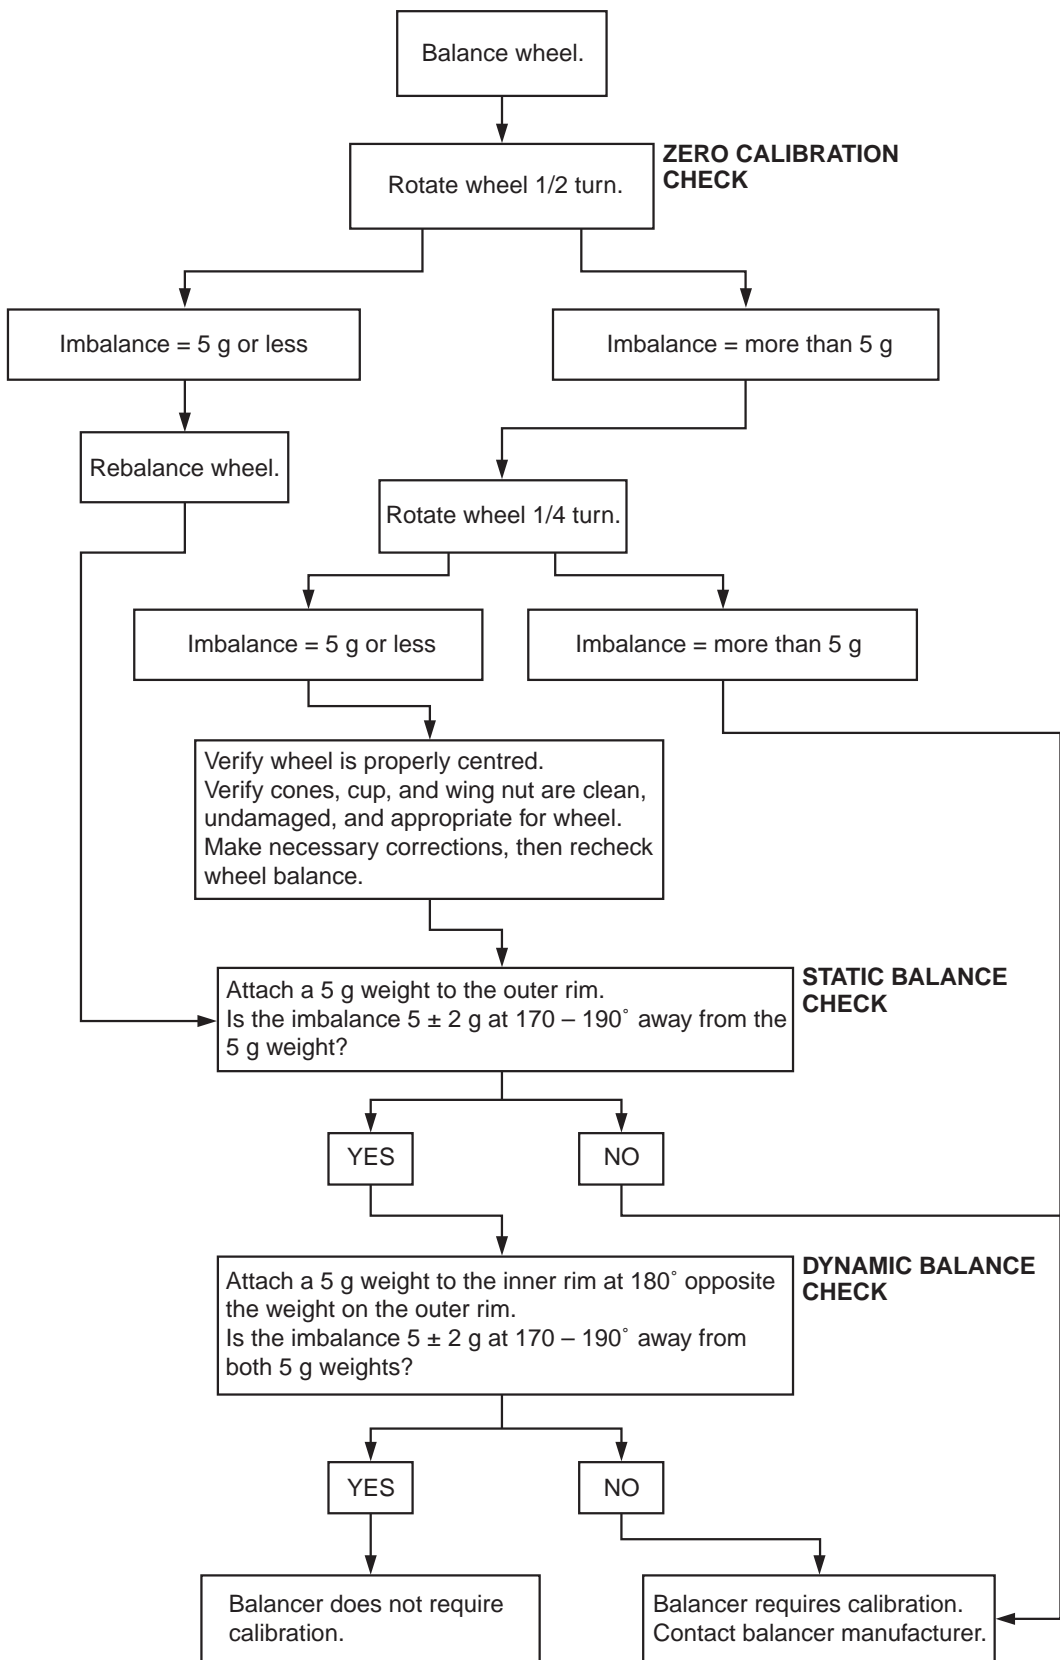 Balance wheel.
ZERO CALIBRATION
CHECK
Rotate wheel 1/2 turn.
Imbalance = 5 g or less
Imbalance = more than 5 g
Rebalance wheel.
Rotate wheel 1/4 turn.
Imbalance = 5 g or less
Imbalance = more than 5 g
Verify wheel is properly centred.
Verify cones, cup, and wing nut are clean,
undamaged, and appropriate for wheel.
Make necessary corrections, then recheck
wheel balance.
STATIC BALANCE
CHECK
Attach a 5 g weight to the outer rim.
Is the imbalance 5 ± 2 g at 170 – 190˚ away from the
5 g weight?
YES
NO
DYNAMIC BALANCE
CHECK
Attach a 5 g weight to the inner rim at 180˚ opposite
the weight on the outer rim.
Is the imbalance 5 ± 2 g at 170 – 190˚ away from
both 5 g weights?
YES
NO
Balancer does not require
calibration.
Balancer requires calibration.
Contact balancer manufacturer.